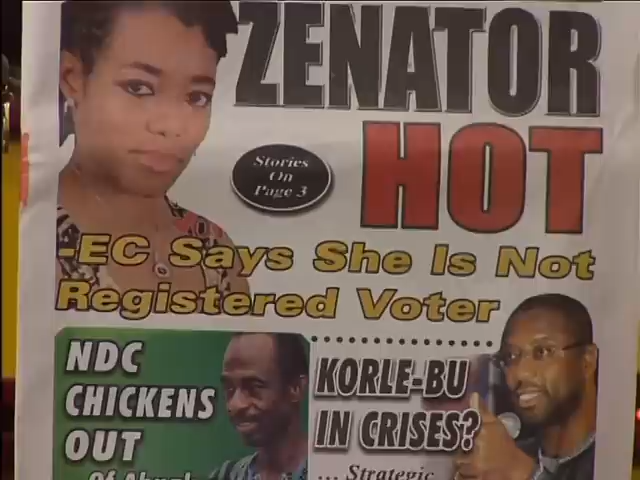 ZENATOR
HOT
Stories
On
Page 3
-EC Says She Is Not
Registered Voter
NDC
CHICKENS
OUT
KORLE-BU
IN CRISES?
... Strategic